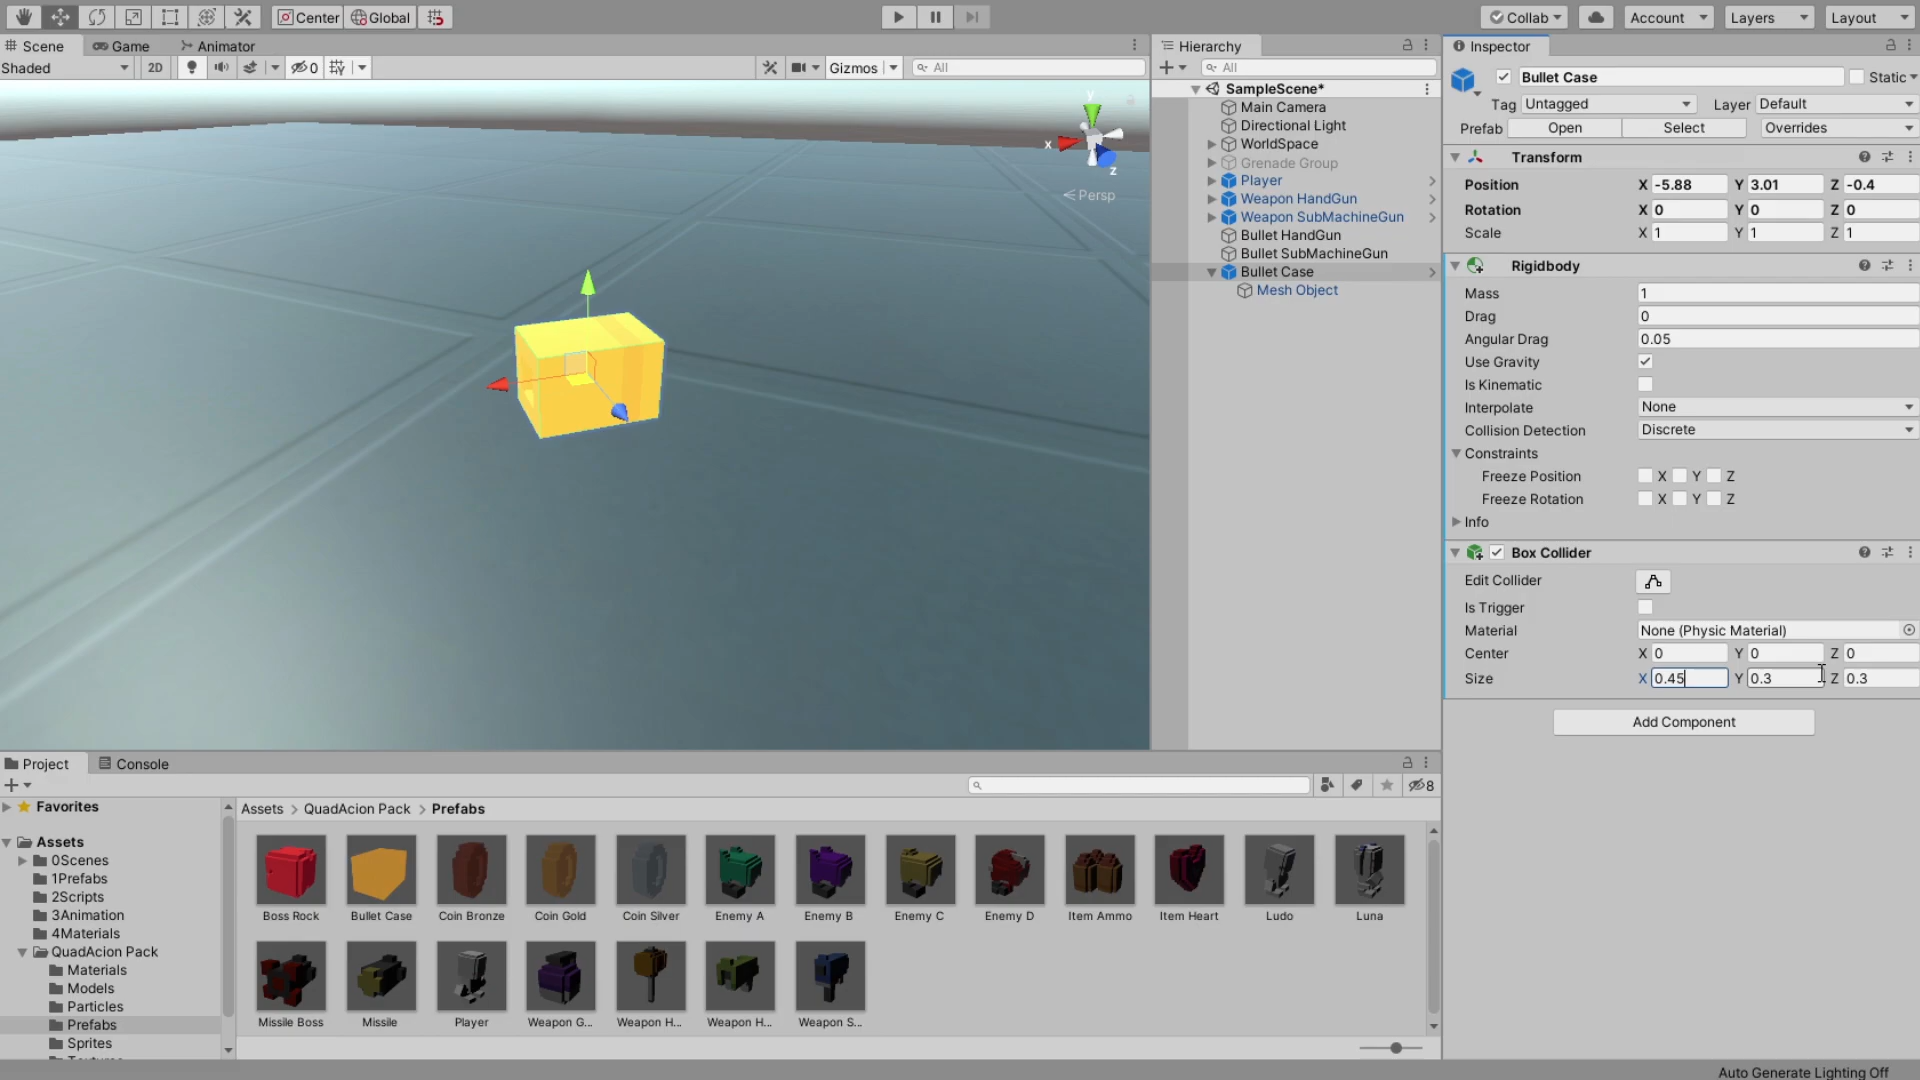 Center Global Collab Account Layers Layout
Scene Game Animator
Shaded 2D 0 Gizmos All
y
x
z
Persp
Hierarchy
All
SampleScene*
Main Camera
Directional Light
WorldSpace
Grenade Group
Player
Weapon HandGun
Weapon SubMachineGun
Bullet HandGun
Bullet SubMachineGun
Bullet Case
Mesh Object
Inspector
Bullet Case Static
Tag Untagged Layer Default
Prefab Open Select Overrides
Transform
Position X -5.88 Y 3.01 Z -0.4
Rotation X 0 Y 0 Z 0
Scale X 1 Y 1 Z 1
Rigidbody
Mass 1
Drag 0
Angular Drag 0.05
Use Gravity
Is Kinematic
Interpolate None
Collision Detection Discrete
Constraints
Freeze Position X Y Z
Freeze Rotation X Y Z
Info
Box Collider
Edit Collider
Is Trigger
Material None (Physic Material)
Center X 0 Y 0 Z 0
Size X 0.45 Y 0.3 Z 0.3
Add Component
Project Console
8
Favorites
Assets
0Scenes
1Prefabs
2Scripts
3Animation
4Materials
QuadAcion Pack
Materials
Models
Particles
Prefabs
Sprites
Assets > QuadAcion Pack > Prefabs
Boss Rock Bullet Case Coin Bronze Coin Gold Coin Silver Enemy A Enemy B Enemy C Enemy D Item Ammo Item Heart Ludo Luna
Missile Boss Missile Player Weapon G... Weapon H... Weapon H... Weapon S...
Auto Generate Lighting Off